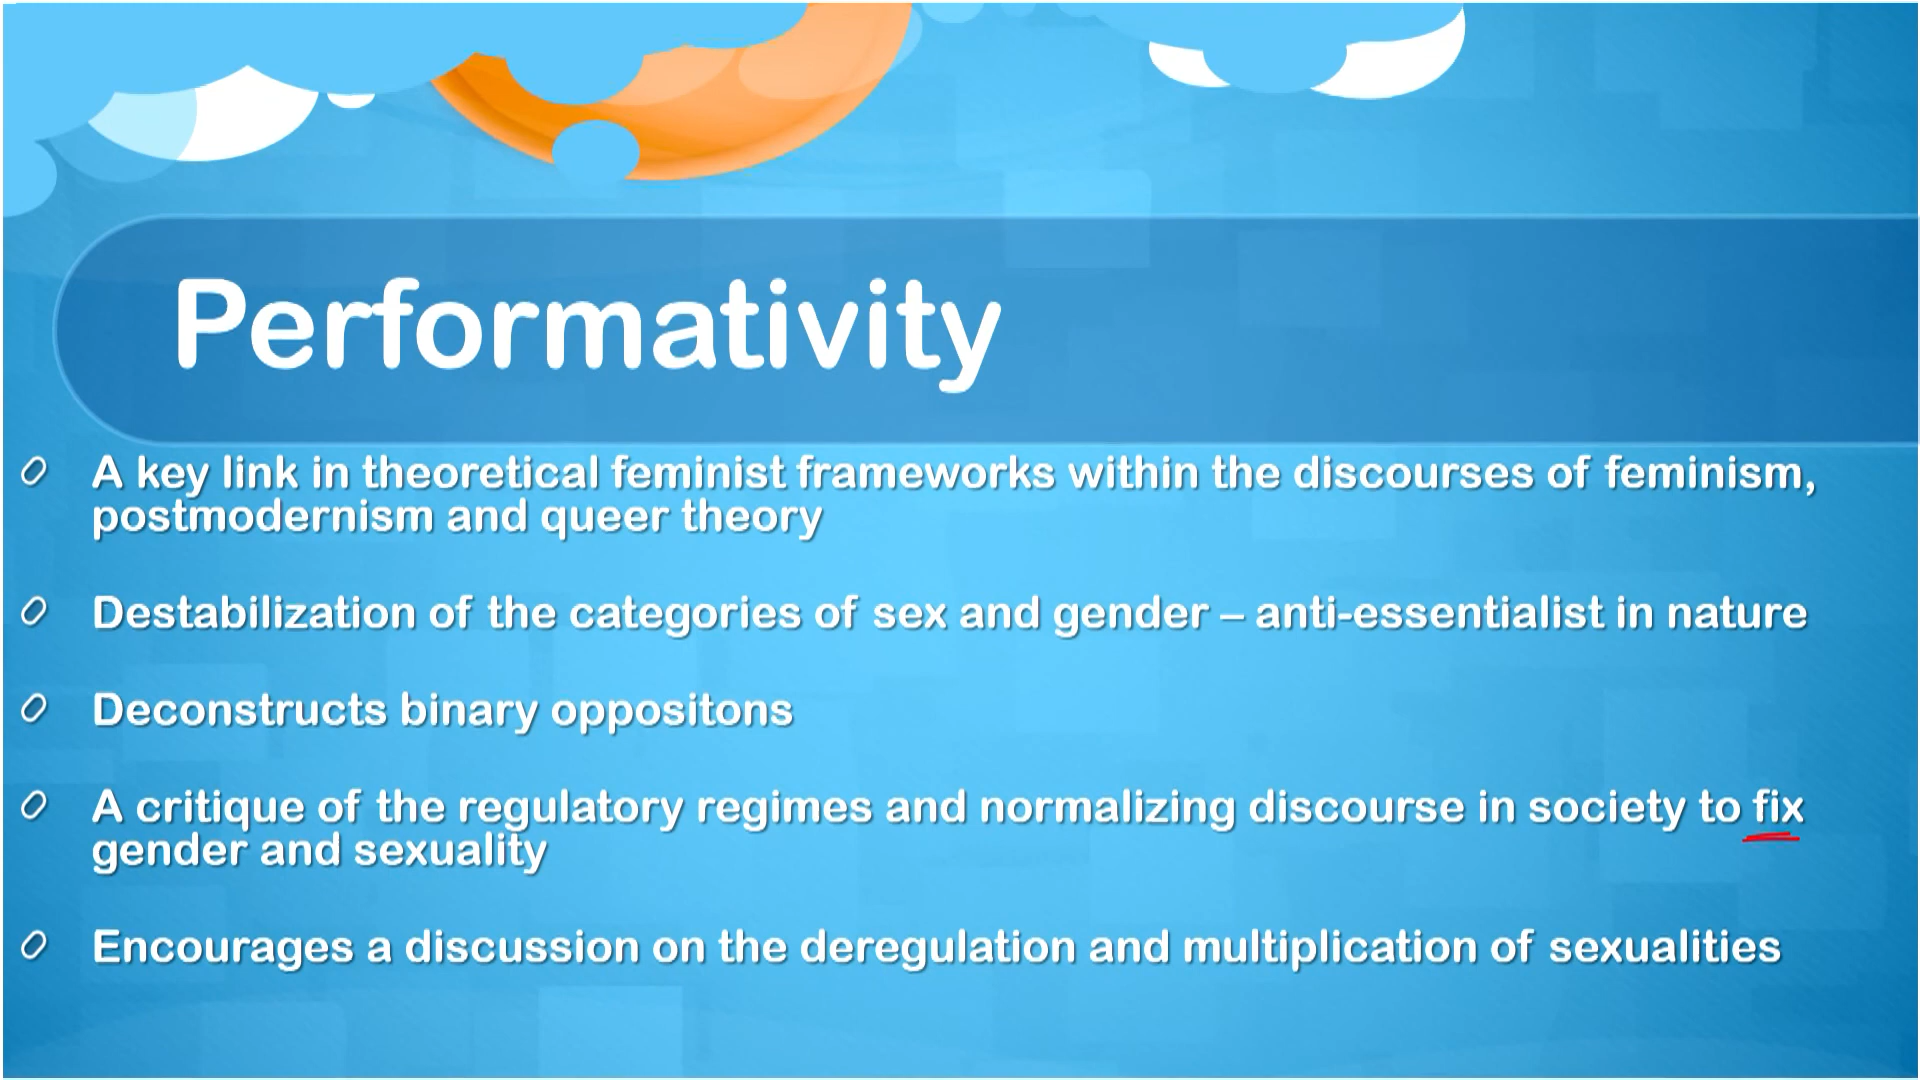 Performativity
A key link in theoretical feminist frameworks within the discourses of feminism,
postmodernism and queer theory
Destabilization of the categories of sex and gender – anti-essentialist in nature
Deconstructs binary oppositons
A critique of the regulatory regimes and normalizing discourse in society to fix
gender and sexuality
Encourages a discussion on the deregulation and multiplication of sexualities